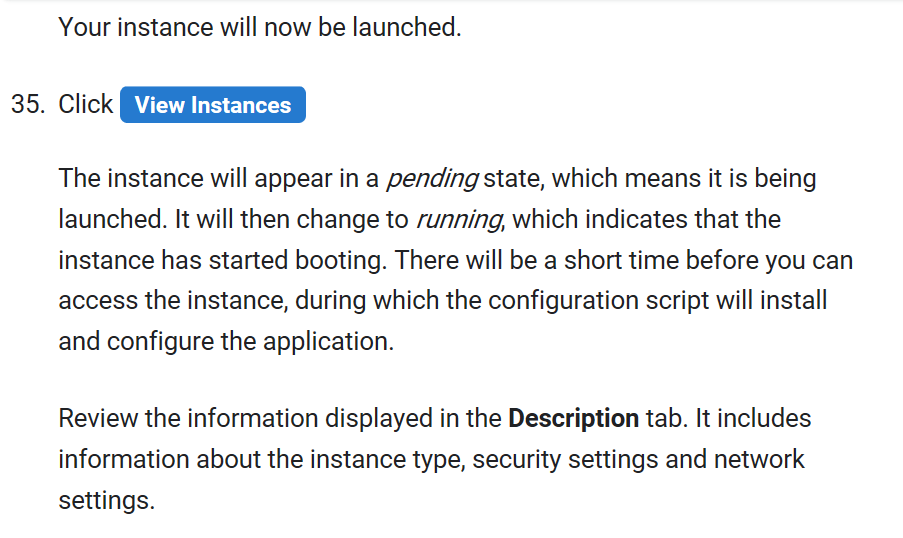 Your instance will now be launched.
35. Click View Instances
The instance will appear in a pending state, which means it is being
launched. It will then change to running, which indicates that the
instance has started booting. There will be a short time before you can
access the instance, during which the configuration script will install
and configure the application.
Review the information displayed in the Description tab. It includes
information about the instance type, security settings and network
settings.